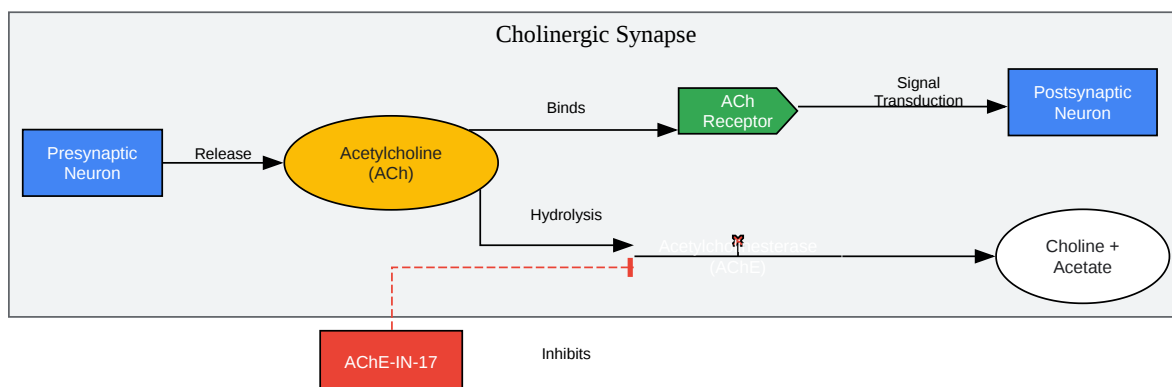 Cholinergic Synapse
Presynaptic
Neuron
Release
Acetylcholine
(ACh)
Binds
ACh
Receptor
Signal
Transduction
Postsynaptic
Neuron
Hydrolysis
Acetylcholinesterase
(AChE)
Choline +
Acetate
AChE-IN-17
Inhibits